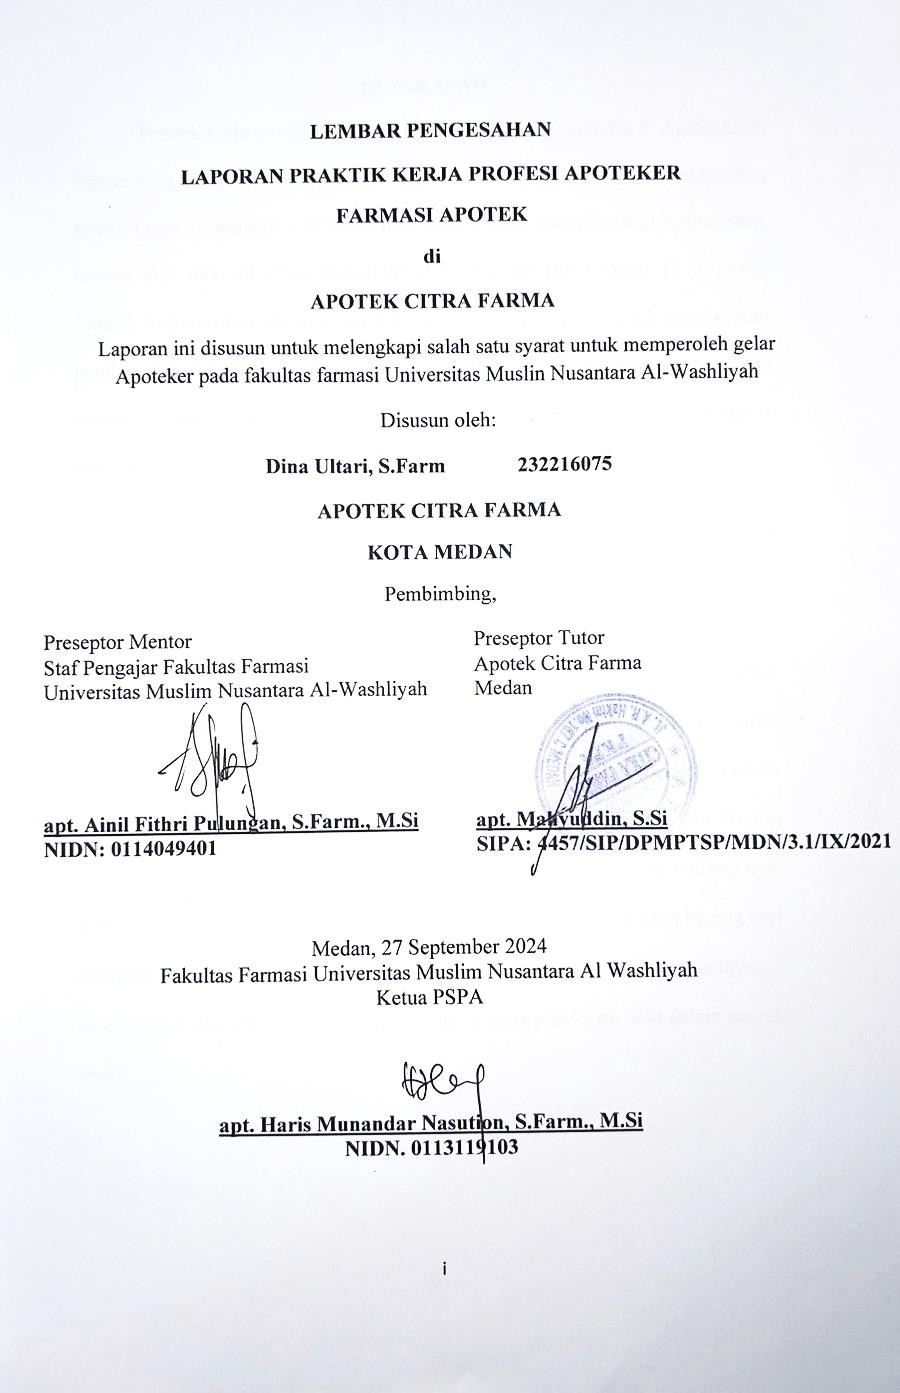 LEMBAR PENGESAHAN
LAPORAN PRAKTIK KERJA PROFESI APOTEKER
FARMASI APOTEK
di
APOTEK CITRA FARMA
Laporan ini disusun untuk melengkapi salah satu syarat untuk memperoleh gelar
Apoteker pada fakultas farmasi Universitas Muslin Nusantara Al-Washliyah
Disusun oleh:
Dina Ultari, S.Farm 232216075
APOTEK CITRA FARMA
KOTA MEDAN
Pembimbing,
Preseptor Mentor
Staf Pengajar Fakultas Farmasi
Universitas Muslim Nusantara Al-Washliyah
apt. Ainil Fithri Pulungan, S.Farm., M.Si
NIDN: 0114049401
Preseptor Tutor
Apotek Citra Farma
Medan
apt. Mahyuddin, S.Si
SIPA: 4457/SIP/DPMPTSP/MDN/3.1/IX/2021
Medan, 27 September 2024
Fakultas Farmasi Universitas Muslim Nusantara Al Washliyah
Ketua PSPA
apt. Haris Munandar Nasution, S.Farm., M.Si
NIDN. 0113119103
i